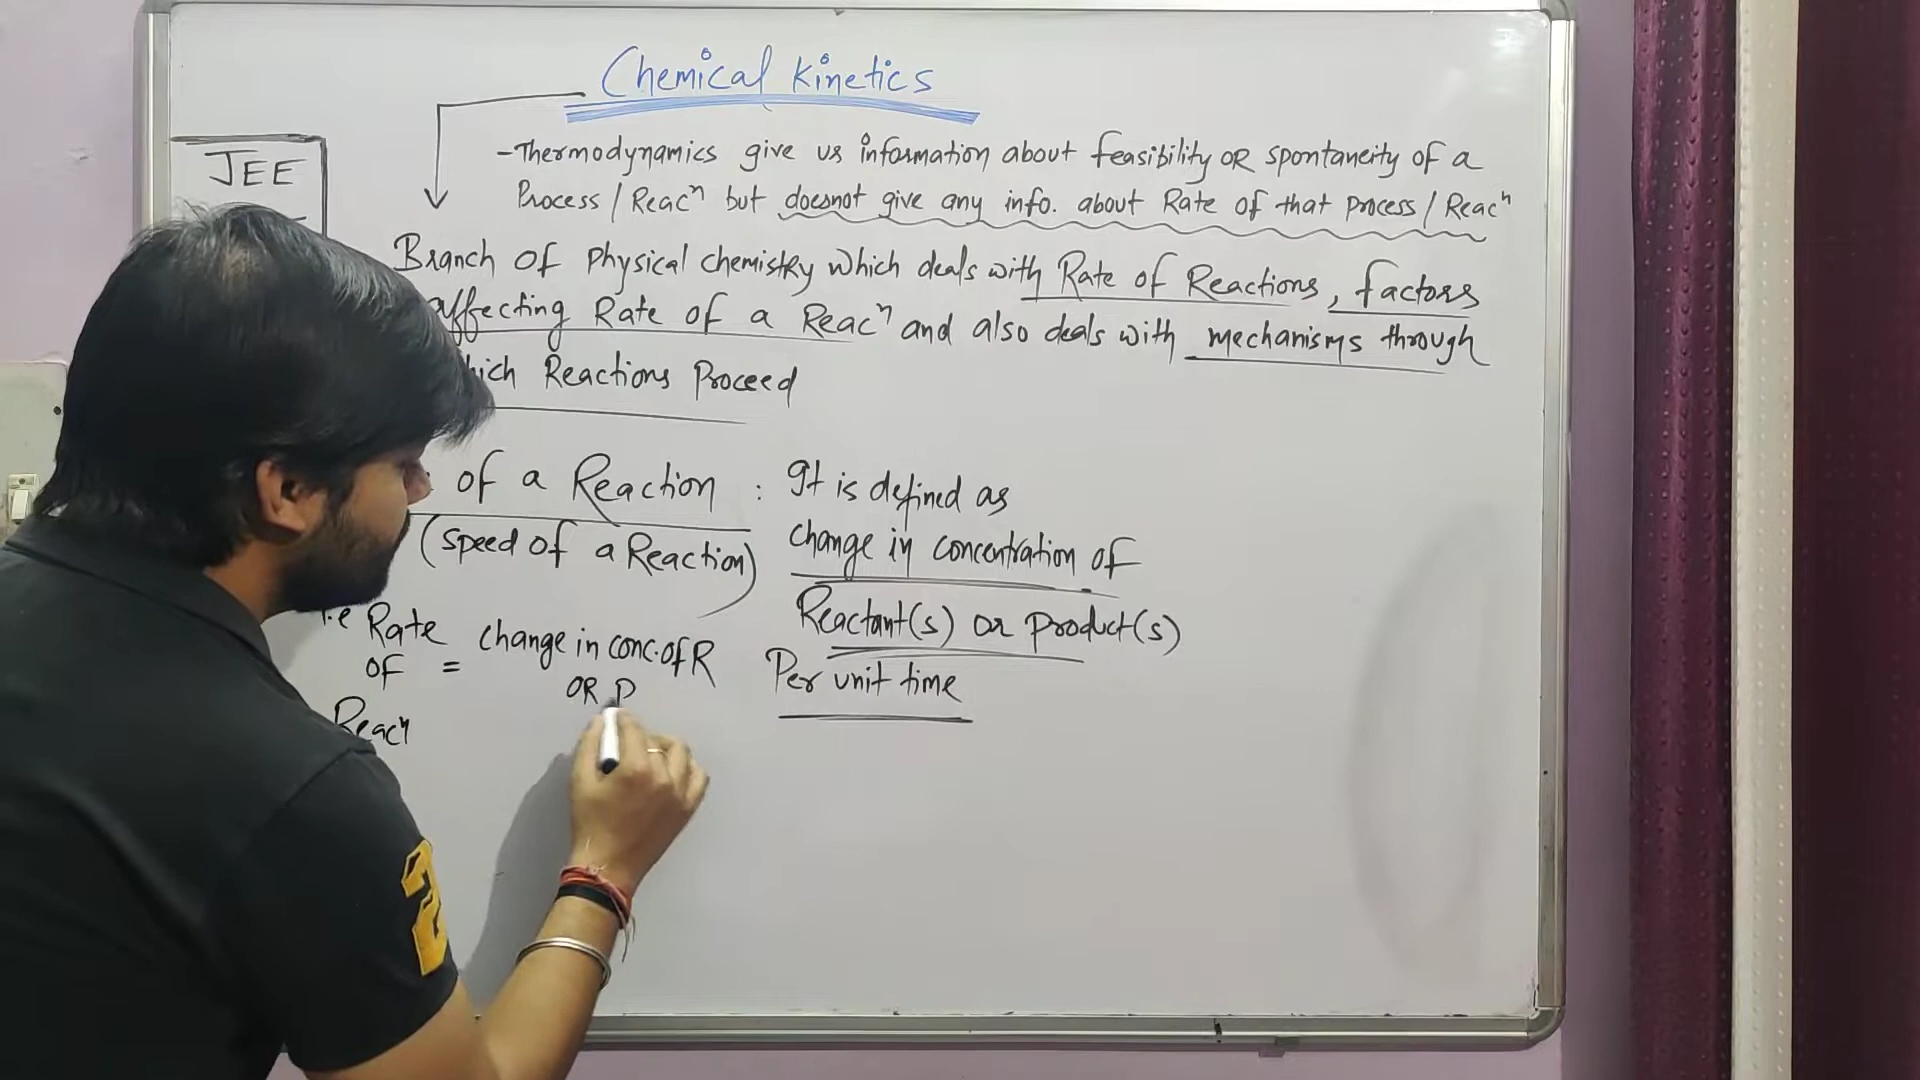 Chemical Kinetics
JEE
- Thermodynamics give us information about feasibility OR spontaneity of a
Process / Reacⁿ but doesnot give any info. about Rate of that process / Reacⁿ
Branch of Physical chemistry which deals with Rate of Reactions, factors
affecting Rate of a Reacⁿ and also deals with mechanisms through
Reactions Proceed
of a Reaction : It is defined as
(Speed of a Reaction) change in concentration of
Reactant(s) or Product(s)
Per unit time
i.e Rate of Reacⁿ = change in conc. of R
OR P
2